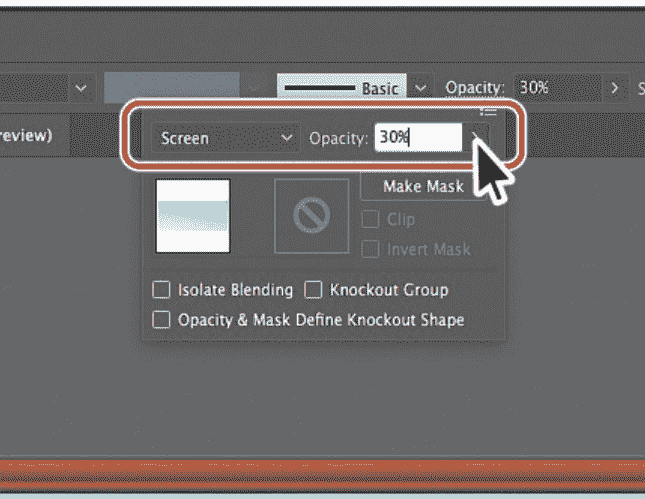 Basic Opacity: 30% S
review)
Screen Opacity: 30%
Make Mask
Clip
Invert Mask
Isolate Blending Knockout Group
Opacity & Mask Define Knockout Shape